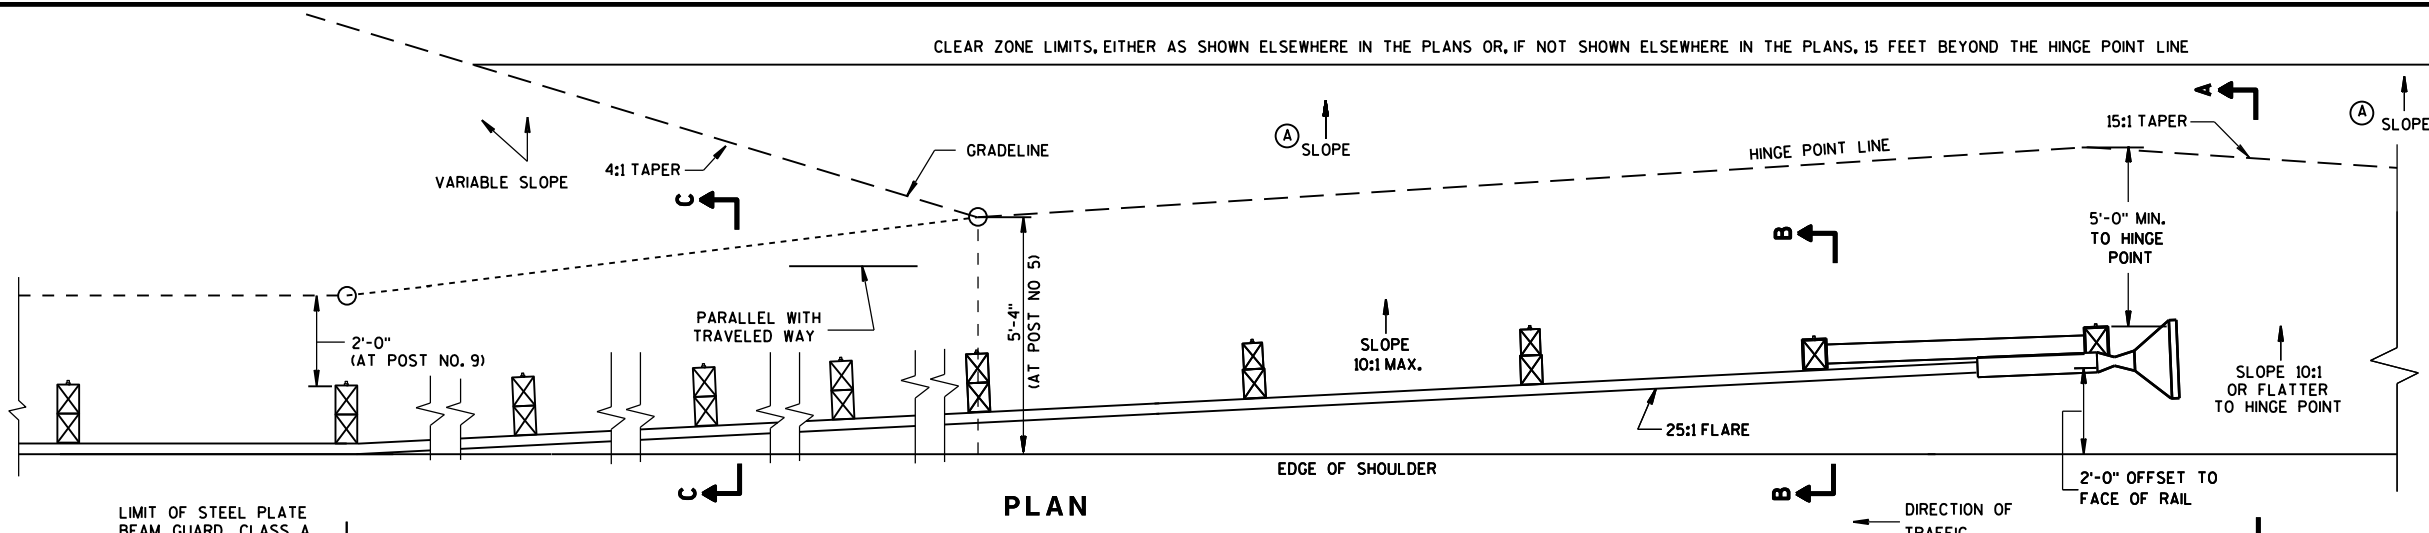 CLEAR ZONE LIMITS, EITHER AS SHOWN ELSEWHERE IN THE PLANS OR, IF NOT SHOWN ELSEWHERE IN THE PLANS, 15 FEET BEYOND THE HINGE POINT LINE
A
A
SLOPE
15:1 TAPER
A
SLOPE
HINGE POINT LINE
GRADELINE
4:1 TAPER
VARIABLE SLOPE
C
B
5'-0" MIN.
TO HINGE
POINT
5'-4"
(AT POST NO 5)
PARALLEL WITH
TRAVELED WAY
2'-0"
(AT POST NO. 9)
SLOPE
10:1 MAX.
SLOPE 10:1
OR FLATTER
TO HINGE POINT
25:1 FLARE
EDGE OF SHOULDER
2'-0" OFFSET TO
FACE OF RAIL
C
B
PLAN
LIMIT OF STEEL PLATE
BEAM GUARD, CLASS A
DIRECTION OF
TRAFFIC